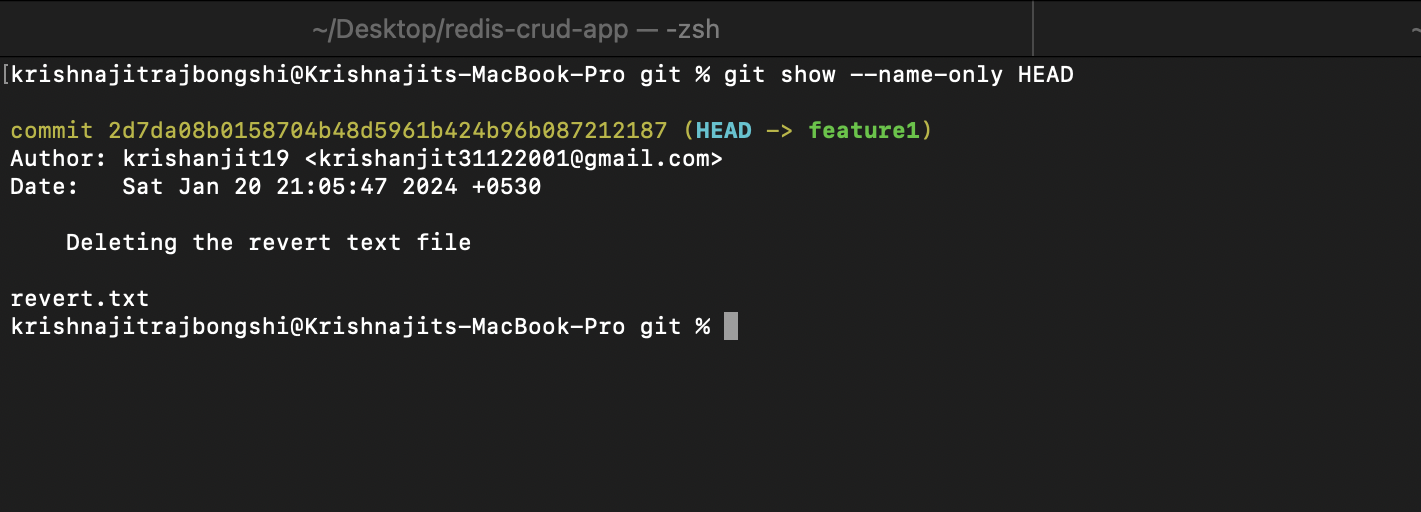 ~/Desktop/redis-crud-app — -zsh
[krishnajitrajbongshi@Krishnajits-MacBook-Pro git % git show --name-only HEAD
commit 2d7da08b0158704b48d5961b424b96b087212187 (HEAD -> feature1)
Author: krishanjit19 <krishanjit31122001@gmail.com>
Date:   Sat Jan 20 21:05:47 2024 +0530
Deleting the revert text file
revert.txt
krishnajitrajbongshi@Krishnajits-MacBook-Pro git %